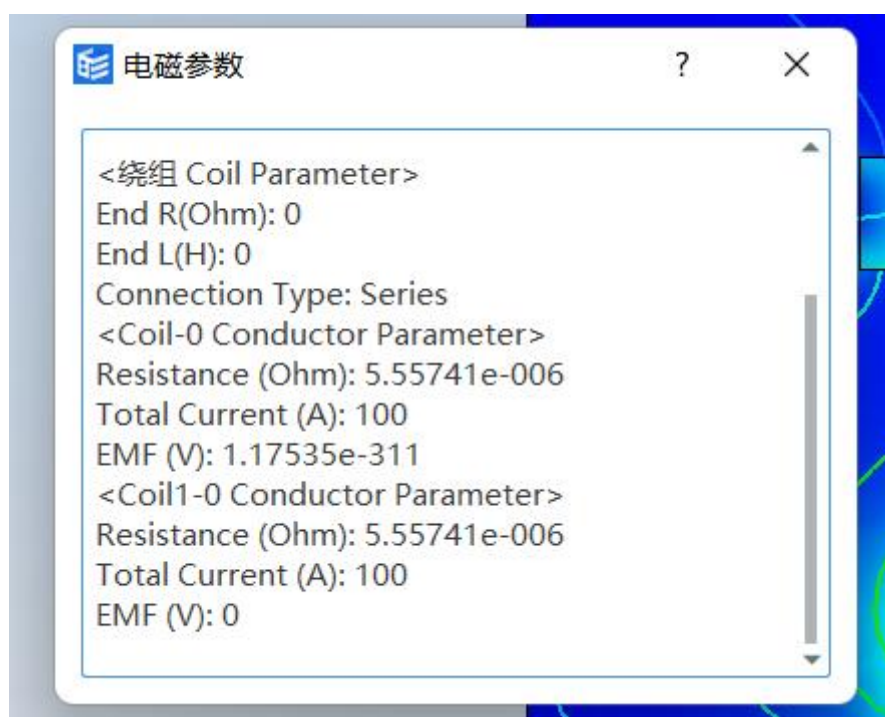 电磁参数
?
<绕组 Coil Parameter>
End R(Ohm): 0
End L(H): 0
Connection Type: Series
<Coil-0 Conductor Parameter>
Resistance (Ohm): 5.55741e-006
Total Current (A): 100
EMF (V): 1.17535e-311
<Coil1-0 Conductor Parameter>
Resistance (Ohm): 5.55741e-006
Total Current (A): 100
EMF (V): 0